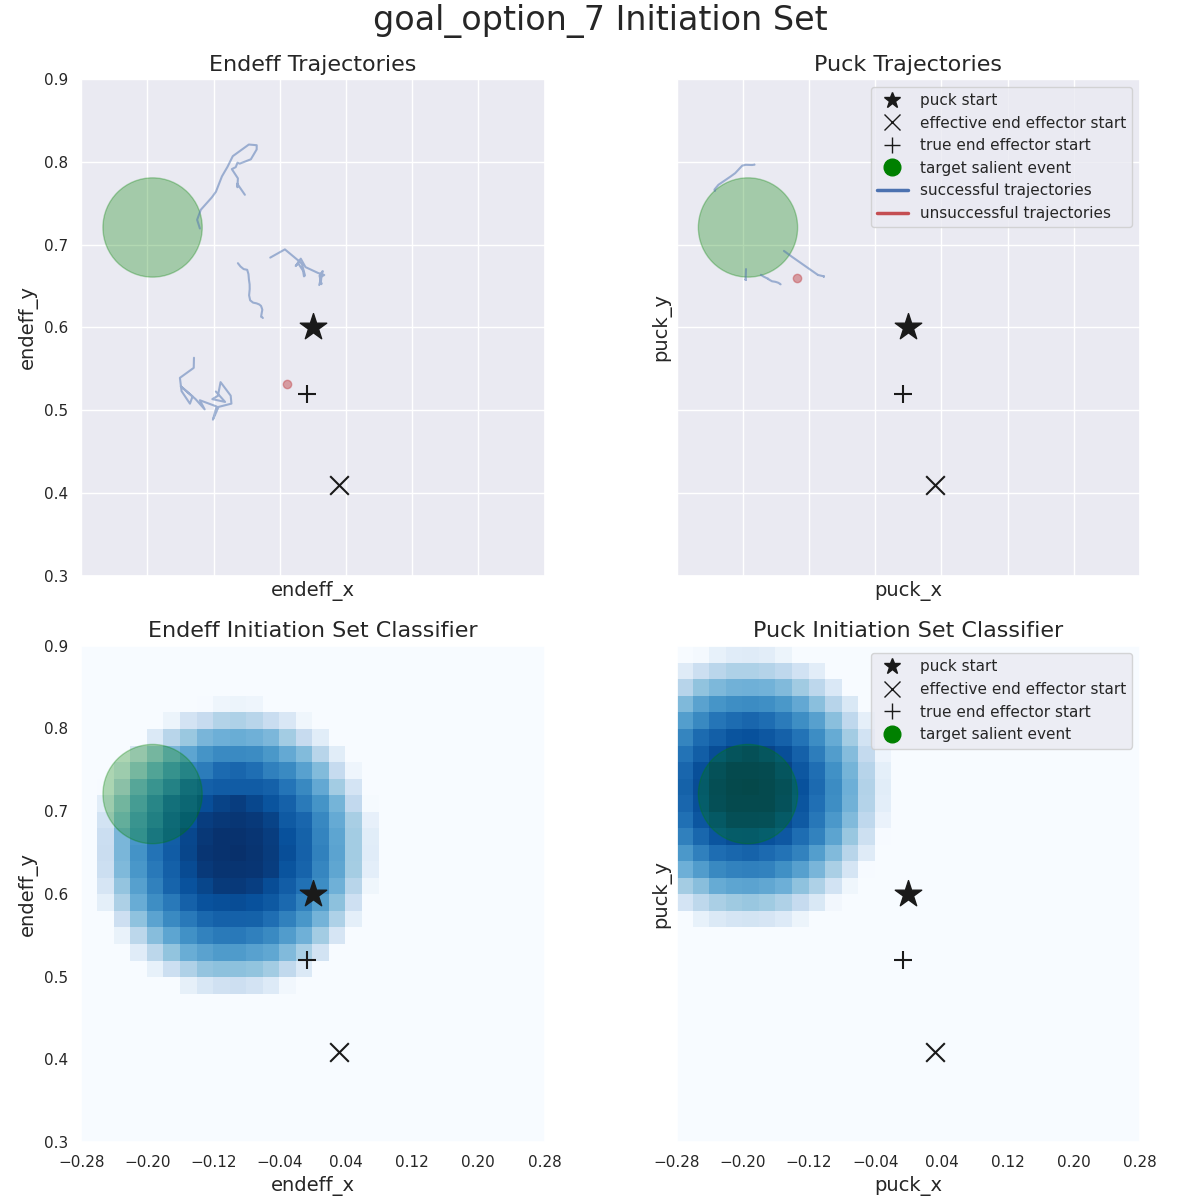 goal_option_7 Initiation Set
Endeff Trajectories
0.9
0.8
0.7
0.6
0.5
0.4
0.3
endeff_y
endeff_x
Puck Trajectories
puck start
effective end effector start
true end effector start
target salient event
successful trajectories
unsuccessful trajectories
puck_y
puck_x
Endeff Initiation Set Classifier
0.9
0.8
0.7
0.6
0.5
0.4
0.3
endeff_y
−0.28 −0.20 −0.12 −0.04 0.04 0.12 0.20 0.28
endeff_x
Puck Initiation Set Classifier
puck start
effective end effector start
true end effector start
target salient event
puck_y
−0.28 −0.20 −0.12 −0.04 0.04 0.12 0.20 0.28
puck_x